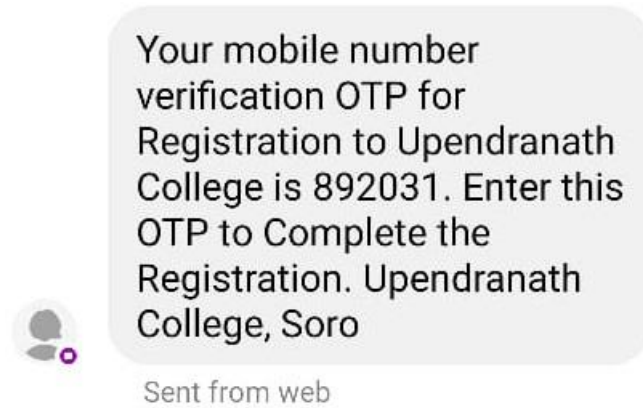 Your mobile number
verification OTP for
Registration to Upendranath
College is 892031. Enter this
OTP to Complete the
Registration. Upendranath
College, Soro
Sent from web